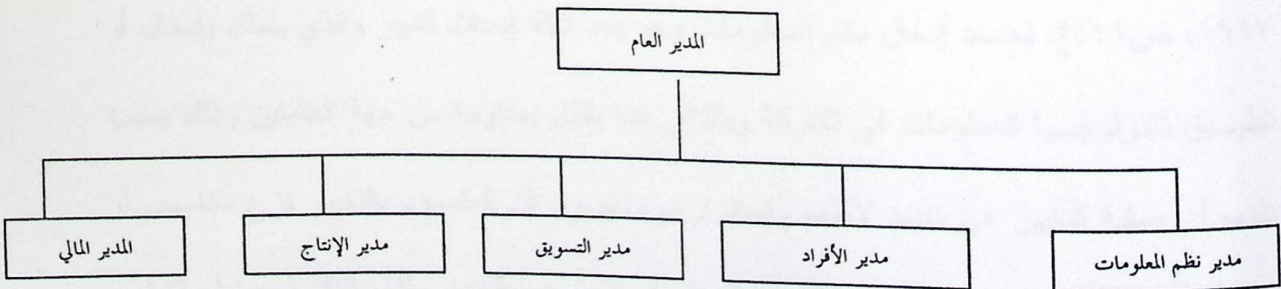 المدير العام
مدير نظم المعلومات
مدير الأفراد
مدير التسويق
مدير الإنتاج
المدير المالي